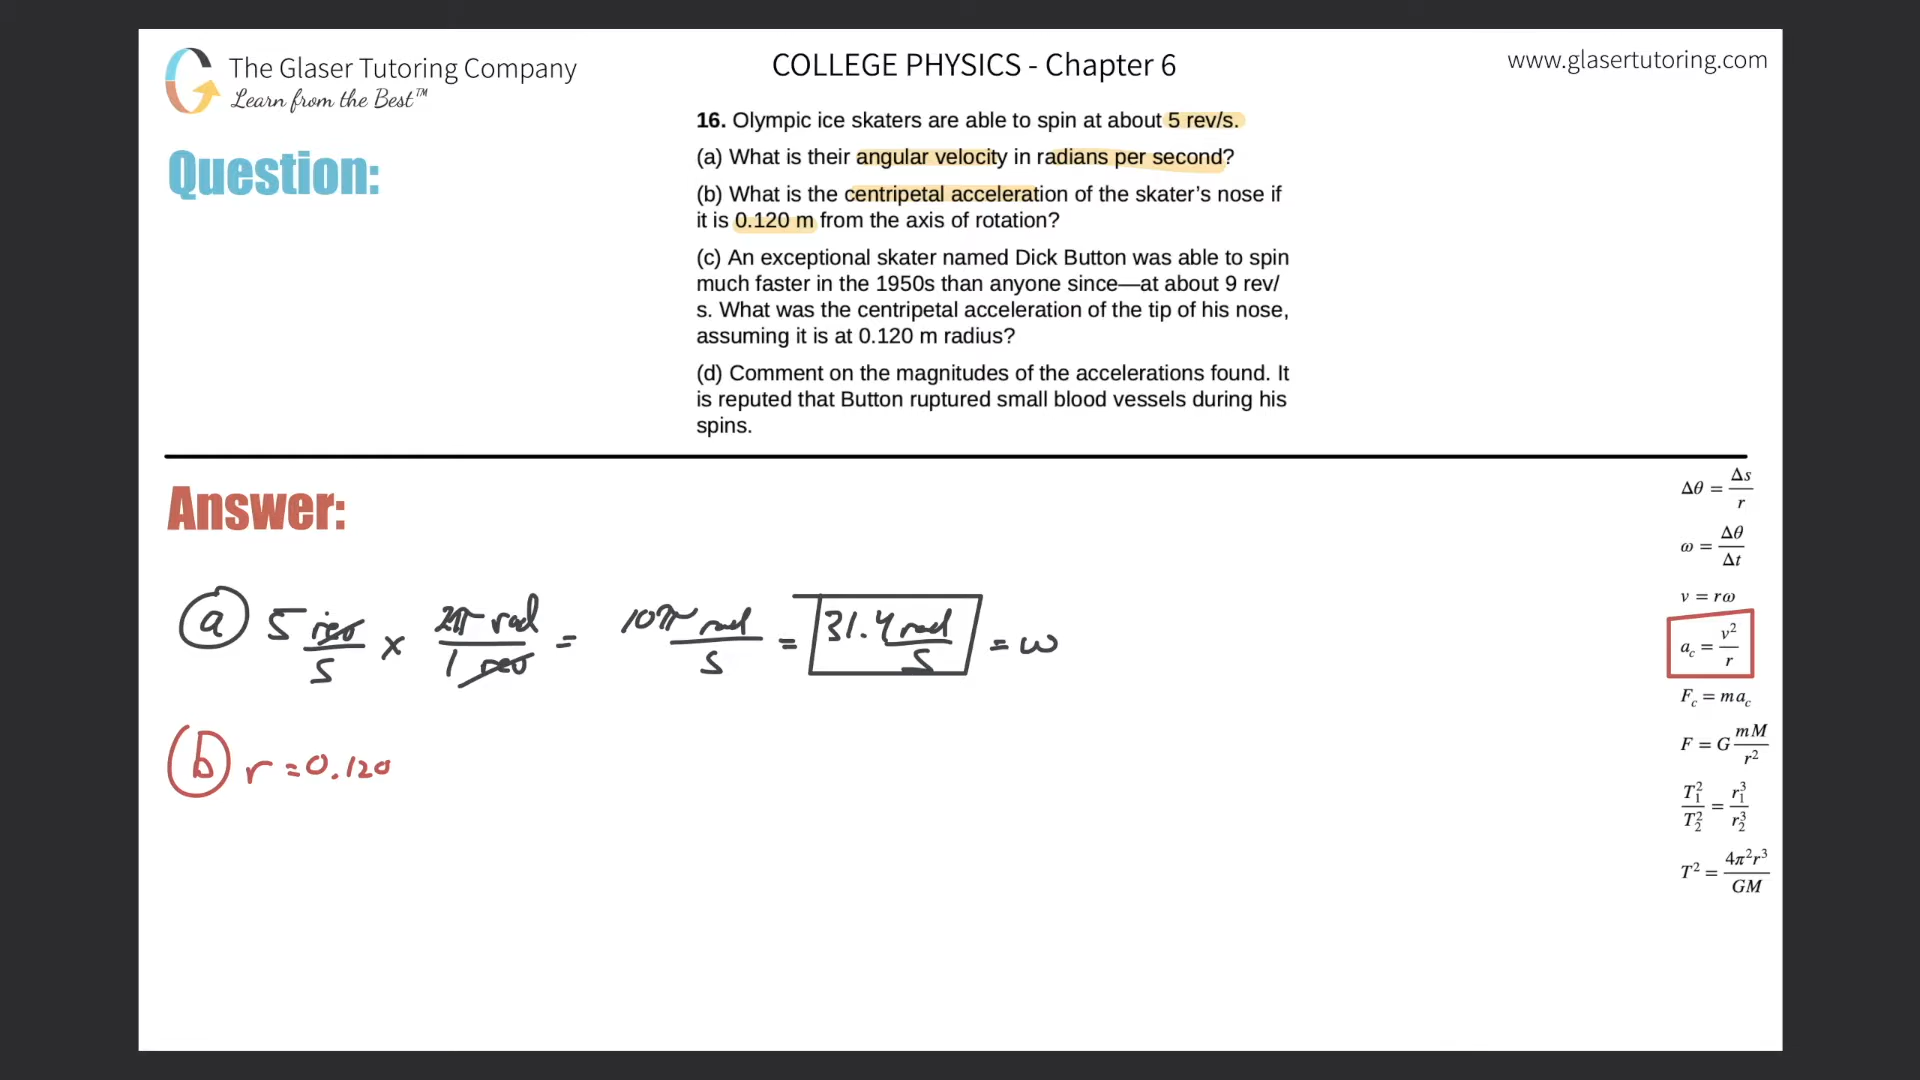 The Glaser Tutoring Company
Learn from the Best™
COLLEGE PHYSICS - Chapter 6
www.glasertutoring.com
Question:
16. Olympic ice skaters are able to spin at about 5 rev/s.
(a) What is their angular velocity in radians per second?
(b) What is the centripetal acceleration of the skater's nose if
it is 0.120 m from the axis of rotation?
(c) An exceptional skater named Dick Button was able to spin
much faster in the 1950s than anyone since—at about 9 rev/
s. What was the centripetal acceleration of the tip of his nose,
assuming it is at 0.120 m radius?
(d) Comment on the magnitudes of the accelerations found. It
is reputed that Button ruptured small blood vessels during his
spins.
Answer:
a 5 rev/s × 2π rad/1 rev = 10π rad/s = 31.4 rad/s = ω
b r = 0.120
Δθ = Δs/r
ω = Δθ/Δt
v = rω
a_c = v²/r
F_c = ma_c
F = G mM/r²
T₁²/T₂² = r₁³/r₂³
T² = 4π²r³/GM